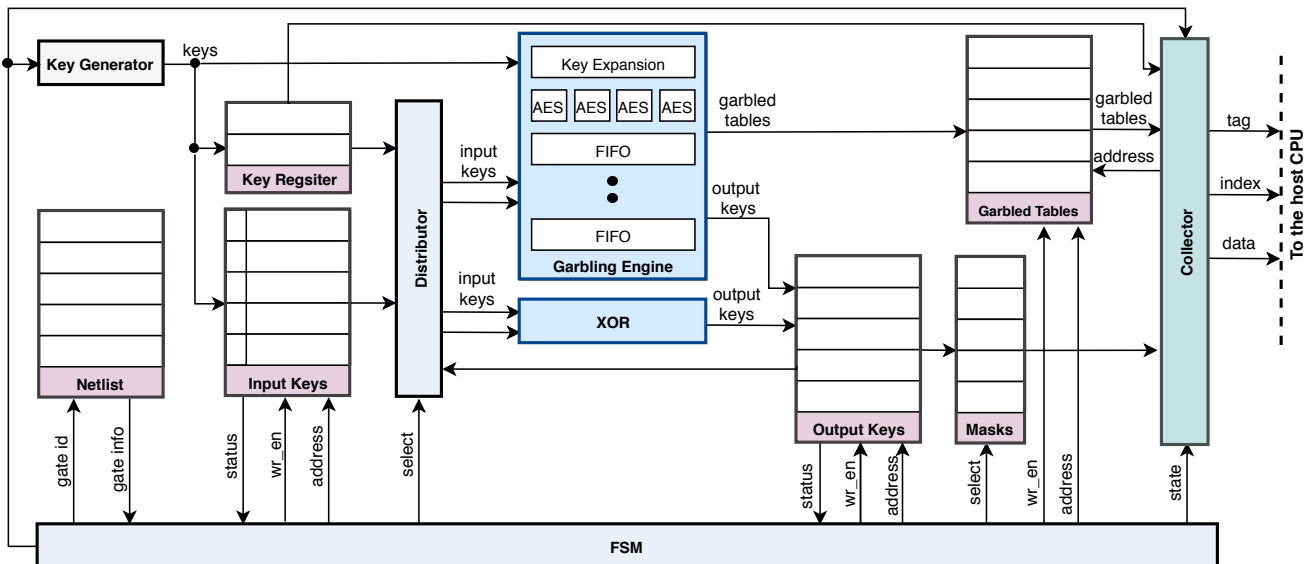 Key Generator
keys
Key Regsiter
Netlist
Input Keys
Distributor
input
keys
input
keys
Key Expansion
AES
AES
AES
AES
FIFO
FIFO
Garbling Engine
XOR
garbled
tables
output
keys
output
keys
Output Keys
Masks
Garbled Tables
garbled
tables
address
Collector
tag
index
data
To the host CPU
gate id
gate info
status
wr_en
address
select
status
wr_en
address
select
wr_en
address
state
FSM